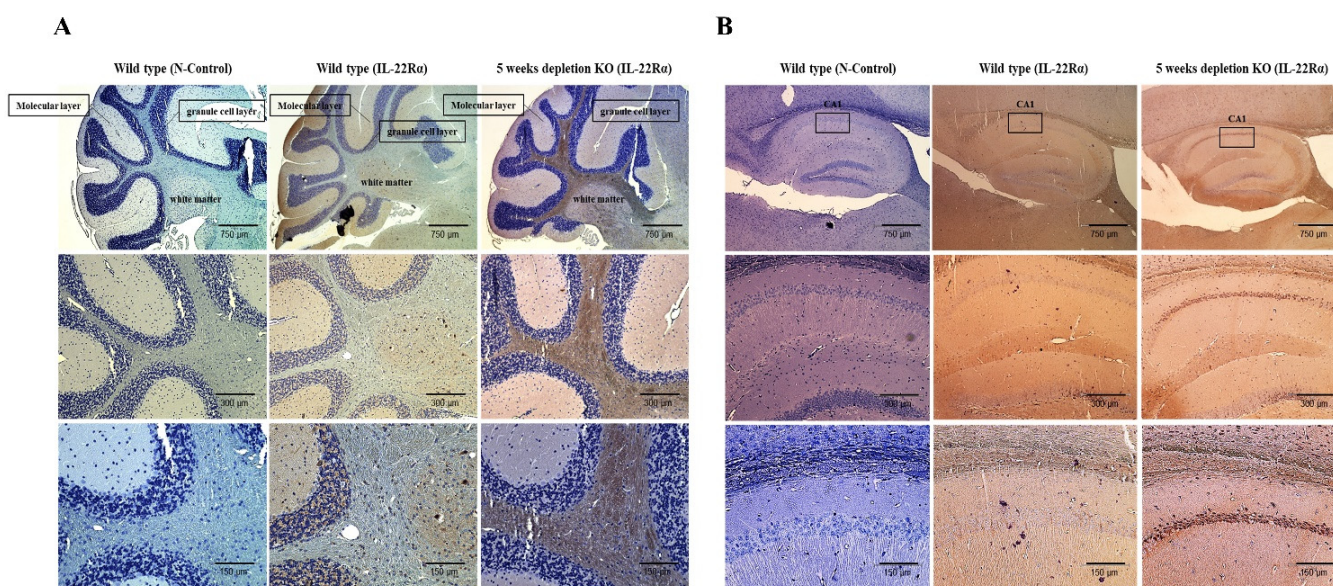 A
B
Wild type (N-Control)
Wild type (IL-22Rα)
5 weeks depletion KO (IL-22Rα)
Molecular layer
granule cell layer
white matter
750 µm
Molecular layer
granule cell layer
white matter
750 µm
Molecular layer
granule cell layer
white matter
750 µm
300 µm
300 µm
300 µm
150 µm
150 µm
150 µm
Wild type (N-Control)
Wild type (IL-22Rα)
5 weeks depletion KO (IL-22Rα)
CA1
750 µm
CA1
750 µm
CA1
750 µm
300 µm
300 µm
300 µm
150 µm
150 µm
150 µm